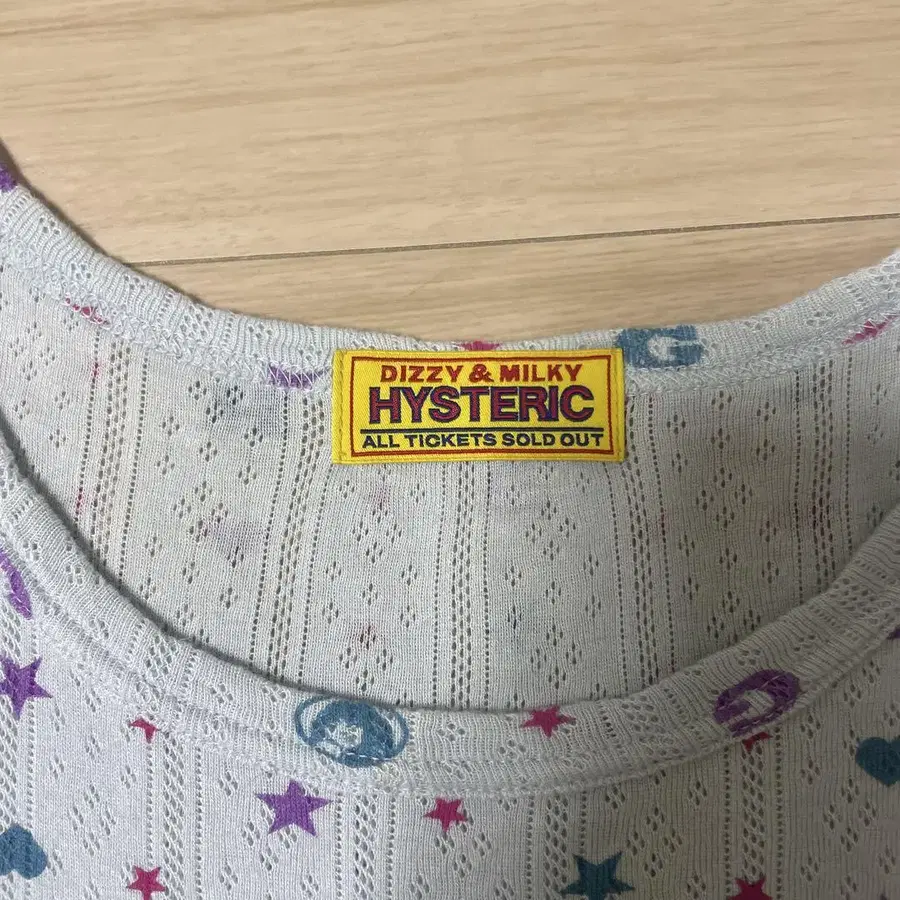 G
DIZZY & MILKY
HYSTERIC
ALL TICKETS SOLD OUT
G